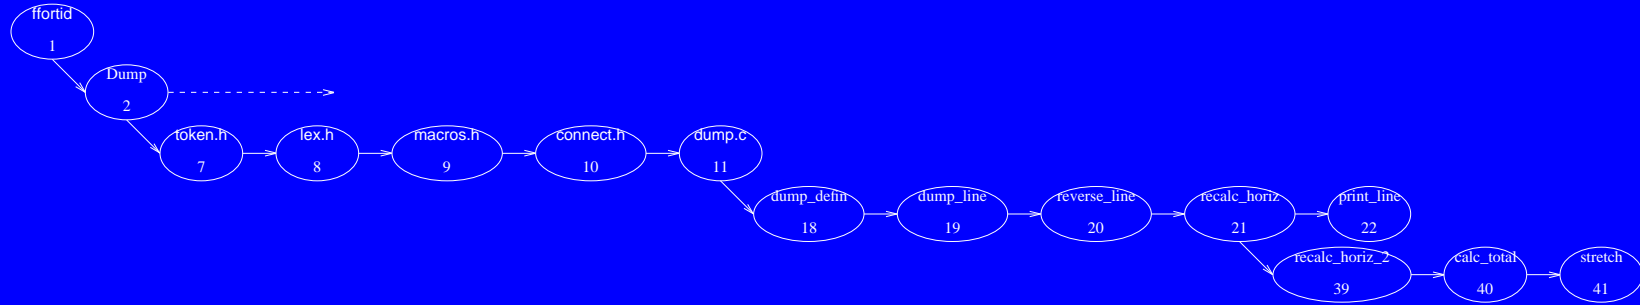 ffortid
1
Dump
2
token.h
7
lex.h
8
macros.h
9
connect.h
10
dump.c
11
dump_defin
18
dump_line
19
reverse_line
20
recalc_horiz
21
print_line
22
recalc_horiz_2
39
calc_total
40
stretch
41